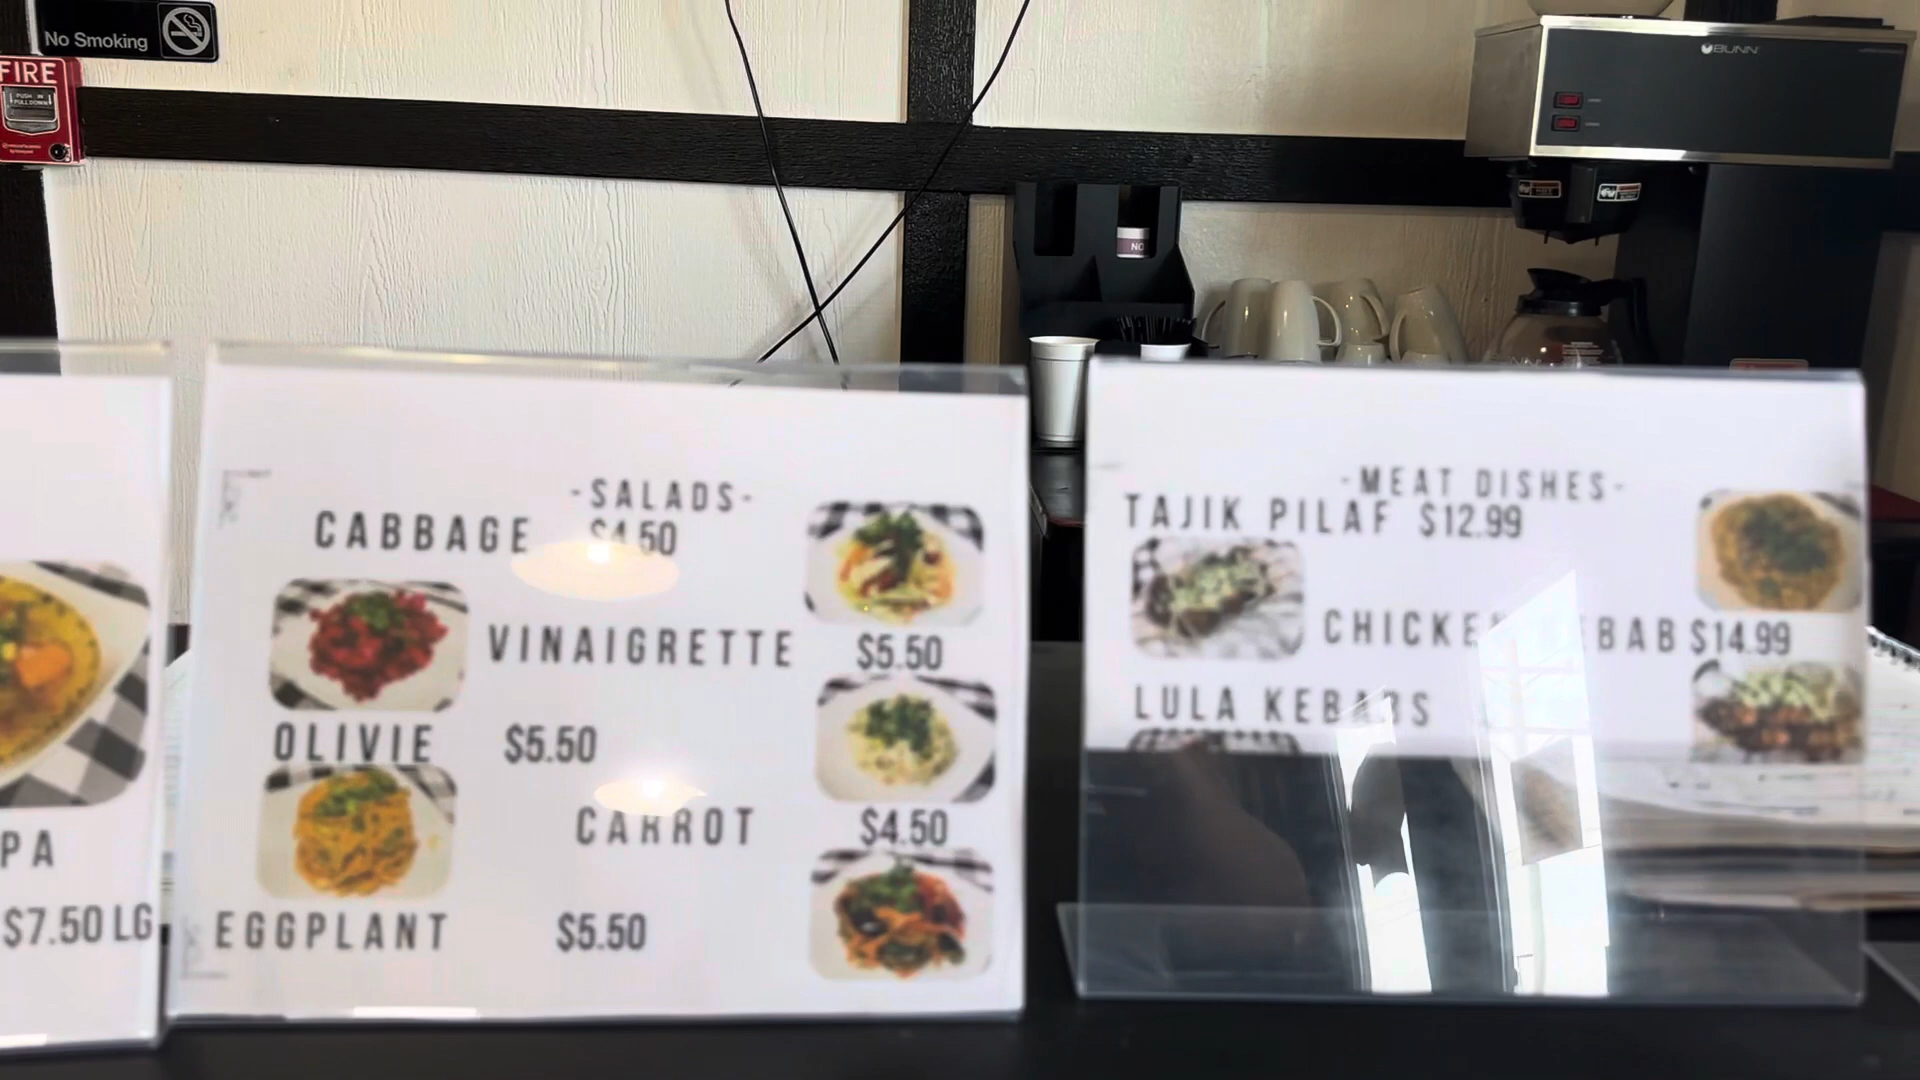 No Smoking
FIRE
PUSH IN
PULL DOWN
BUNN
NO
PA
$7.50 LG
-SALADS-
CABBAGE $4.50
VINAIGRETTE $5.50
OLIVIE $5.50
CARROT $4.50
EGGPLANT $5.50
-MEAT DISHES-
TAJIK PILAF $12.99
CHICKEN KEBAB $14.99
LULA KEBABS